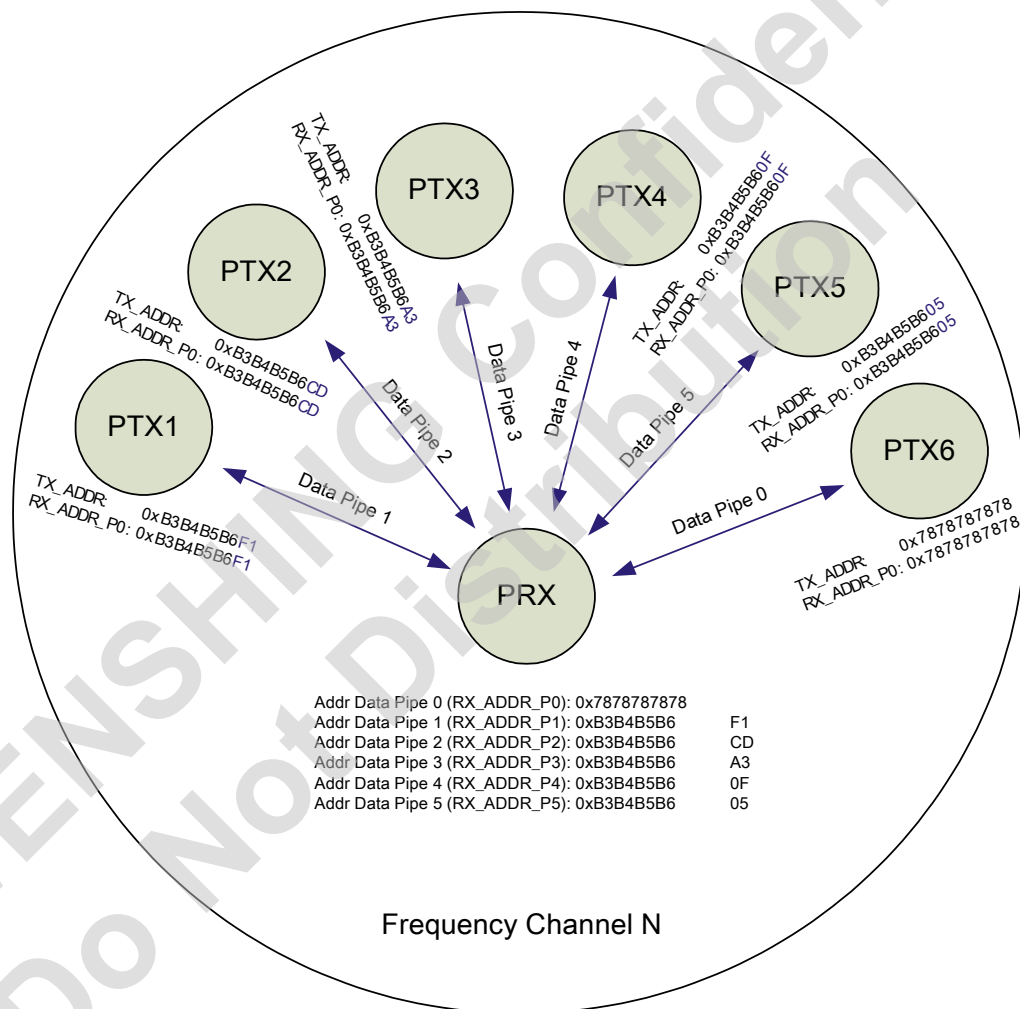 PTX3
PTX4
PTX2
PTX5
PTX1
PTX6
TX_ADDR: 0xB3B4B5B6A3
RX_ADDR_P0: 0xB3B4B5B6A3
TX_ADDR: 0xB3B4B5B60F
RX_ADDR_P0: 0xB3B4B5B60F
TX_ADDR: 0xB3B4B5B6CD
RX_ADDR_P0: 0xB3B4B5B6CD
TX_ADDR: 0xB3B4B5B605
RX_ADDR_P0: 0xB3B4B5B605
TX_ADDR: 0xB3B4B5B6F1
RX_ADDR_P0: 0xB3B4B5B6F1
TX_ADDR: 0x7878787878
RX_ADDR_P0: 0x7878787878
Data Pipe 1
Data Pipe 2
Data Pipe 3
Data Pipe 4
Data Pipe 5
Data Pipe 0
PRX
Addr Data Pipe 0 (RX_ADDR_P0): 0x7878787878
Addr Data Pipe 1 (RX_ADDR_P1): 0xB3B4B5B6 F1
Addr Data Pipe 2 (RX_ADDR_P2): 0xB3B4B5B6 CD
Addr Data Pipe 3 (RX_ADDR_P3): 0xB3B4B5B6 A3
Addr Data Pipe 4 (RX_ADDR_P4): 0xB3B4B5B6 0F
Addr Data Pipe 5 (RX_ADDR_P5): 0xB3B4B5B6 05
Frequency Channel N
Do Not Distribution